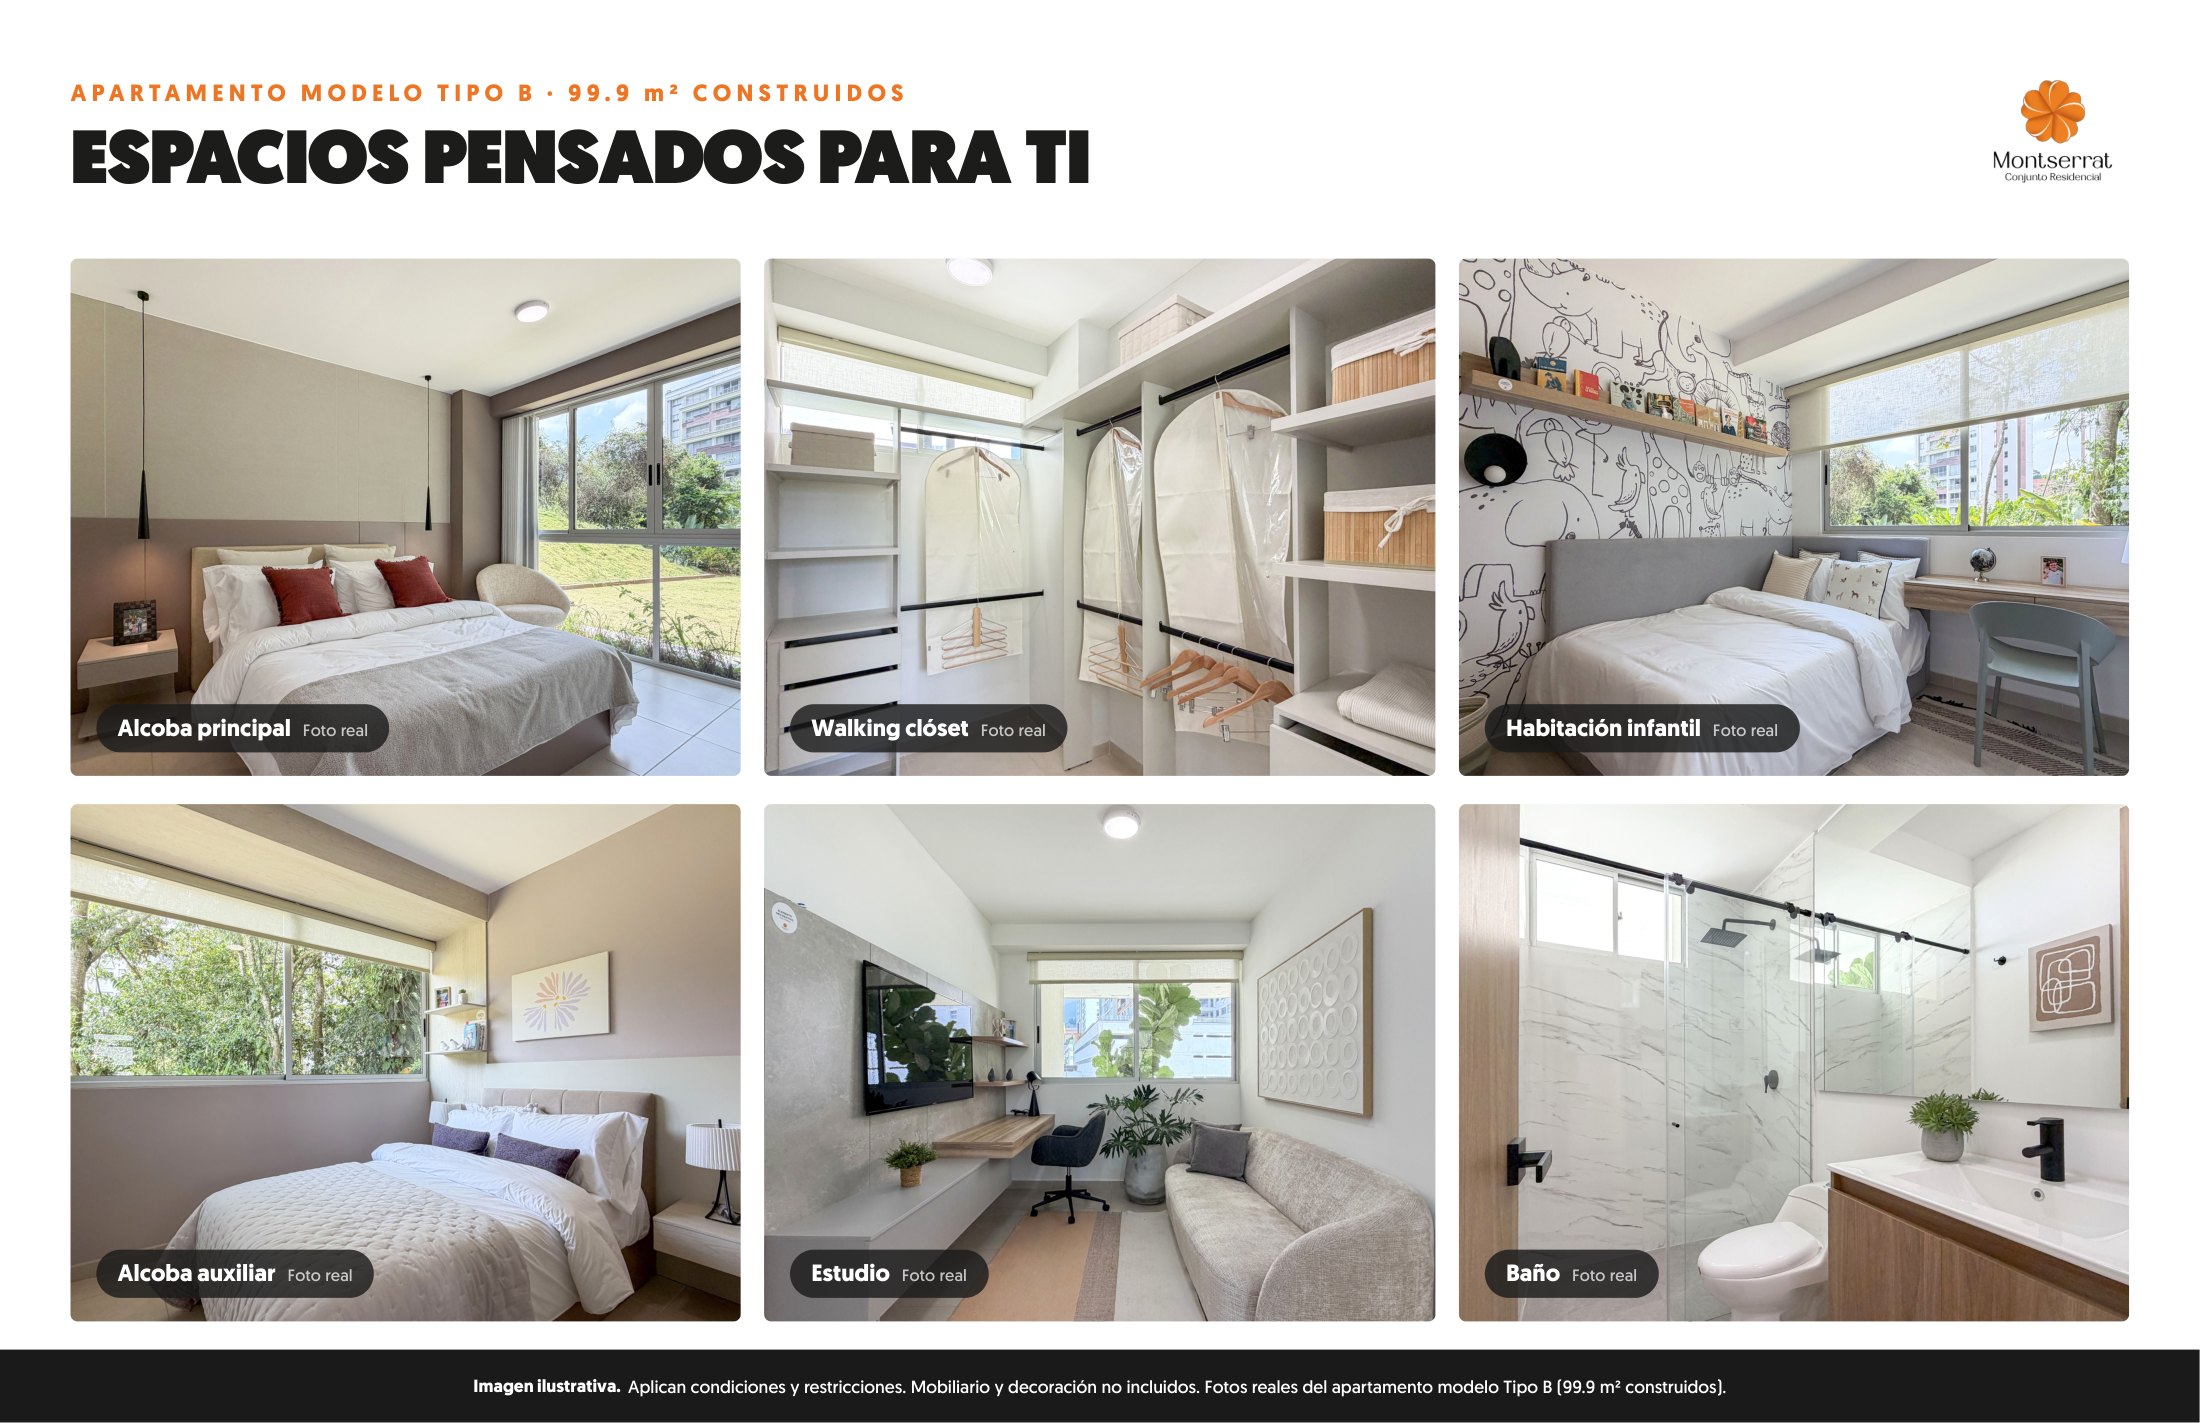 APARTAMENTO MODELO TIPO B · 99.9 m² CONSTRUIDOS
ESPACIOS PENSADOS PARA TI
Montserrat
Conjunto Residencial
Alcoba principal Foto real
Walking clóset Foto real
Habitación infantil Foto real
Alcoba auxiliar Foto real
Estudio Foto real
Baño Foto real
Imagen ilustrativa. Aplican condiciones y restricciones. Mobiliario y decoración no incluidos. Fotos reales del apartamento modelo Tipo B (99.9 m² construidos).